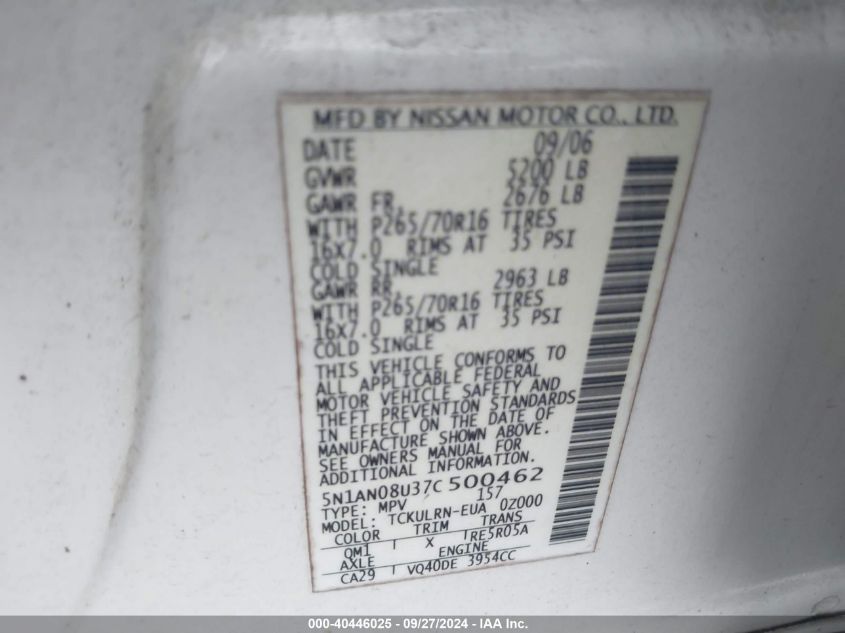 MFD BY NISSAN MOTOR CO., LTD.
DATE 09/06
GVWR 5200 LB
GAWR FR. 2676 LB
WITH P265/70R16 TIRES
16X7.0 RIMS AT 35 PSI
COLD SINGLE
GAWR RR. 2963 LB
WITH P265/70R16 TIRES
16X7.0 RIMS AT 35 PSI
COLD SINGLE
THIS VEHICLE CONFORMS TO
ALL APPLICABLE FEDERAL
MOTOR VEHICLE SAFETY AND
THEFT PREVENTION STANDARDS
IN EFFECT ON THE DATE OF
MANUFACTURE SHOWN ABOVE.
SEE OWNERS MANUAL FOR
ADDITIONAL INFORMATION.
5N1AN08U37C500462
TYPE: MPV 157
MODEL: TCKULRN-EUA 0Z000
COLOR TRIM TRANS
QM1 X RE5R05A
AXLE ENGINE
CA29 VQ40DE 3954CC
000-40446025 - 09/27/2024 - IAA Inc.